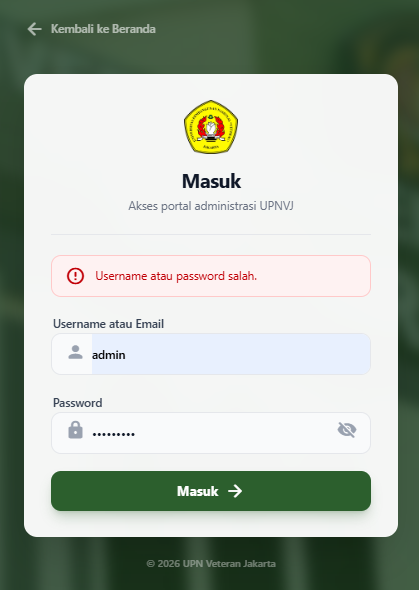 Kembali ke Beranda
Masuk
Akses portal administrasi UPNVJ
Username atau password salah.
Username atau Email
admin
Password
•••••••••
Masuk
© 2026 UPN Veteran Jakarta